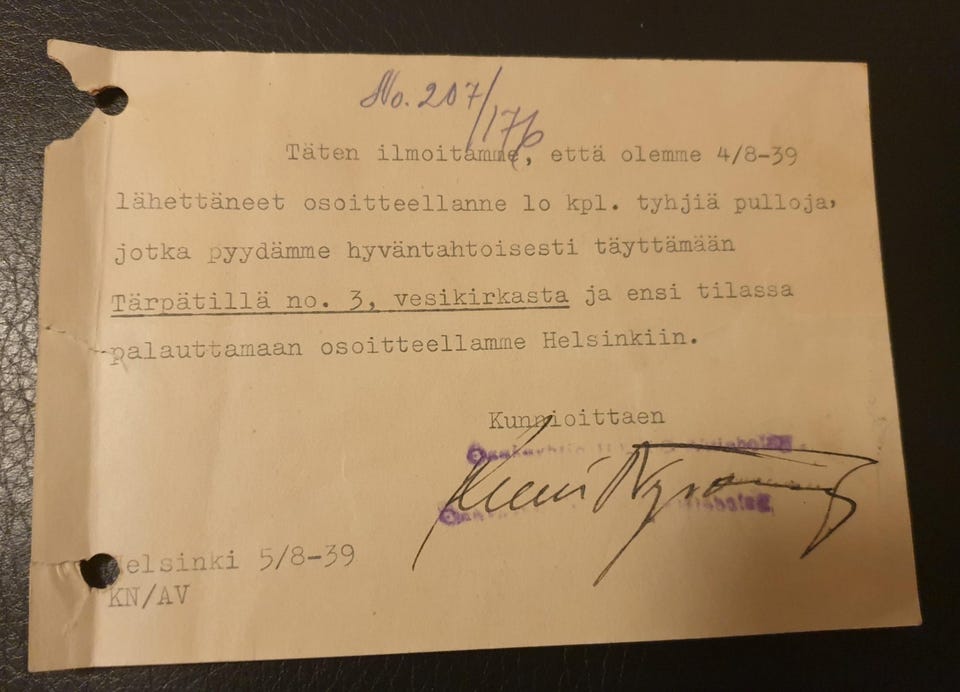 No. 207/176
Täten ilmoitamme, että olemme 4/8-39
lähettäneet osoitteellanne lo kpl. tyhjiä pulloja,
jotka pyydämme hyväntahtoisesti täyttämään
Tärpätillä no. 3, vesikirkasta ja ensi tilassa
palauttamaan osoitteellamme Helsinkiin.
Kunnioittaen
Helsinki 5/8-39
KN/AV